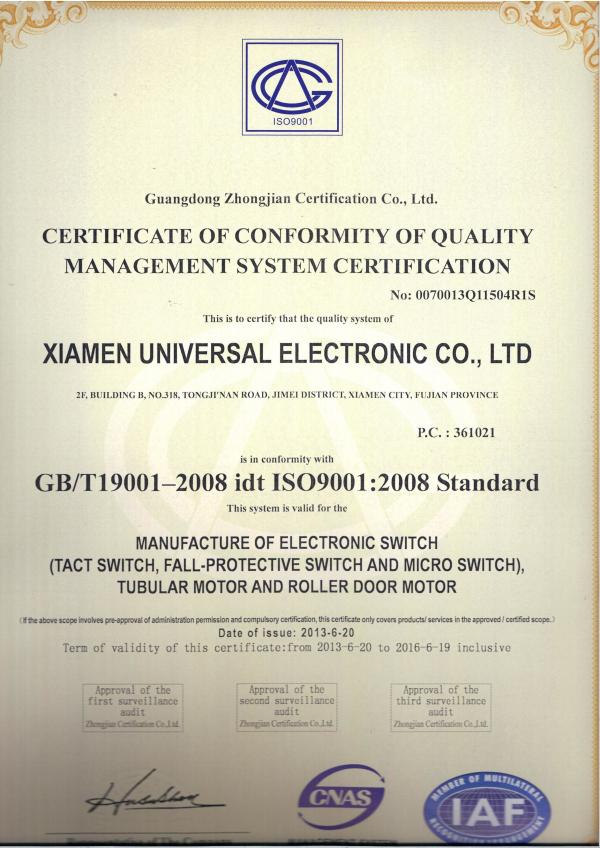 ISO9001
Guangdong Zhongjian Certification Co., Ltd.
CERTIFICATE OF CONFORMITY OF QUALITY
MANAGEMENT SYSTEM CERTIFICATION
No: 0070013Q11504R1S
This is to certify that the quality system of
XIAMEN UNIVERSAL ELECTRONIC CO., LTD
2F, BUILDING B, NO.318, TONGJI'NAN ROAD, JIMEI DISTRICT, XIAMEN CITY, FUJIAN PROVINCE
P.C. : 361021
is in conformity with
GB/T19001–2008 idt ISO9001:2008 Standard
This system is valid for the
MANUFACTURE OF ELECTRONIC SWITCH
(TACT SWITCH, FALL-PROTECTIVE SWITCH AND MICRO SWITCH),
TUBULAR MOTOR AND ROLLER DOOR MOTOR
(If the above scope involves pre-approval of administration permission and compulsory certification, this certificate only covers products/ services in the approved / certified scope.)
Date of issue: 2013-6-20
Term of validity of this certificate:from 2013-6-20 to 2016-6-19 inclusive
Approval of the
first surveillance
audit
Zhongjian Certification Co.,Ltd.
Approval of the
second surveillance
audit
Zhongjian Certification Co.,Ltd.
Approval of the
third surveillance
audit
Zhongjian Certification Co.,Ltd.
CNAS
MEMBER OF MULTILATERAL
IAF
RECOGNITION ARRANGEMENT